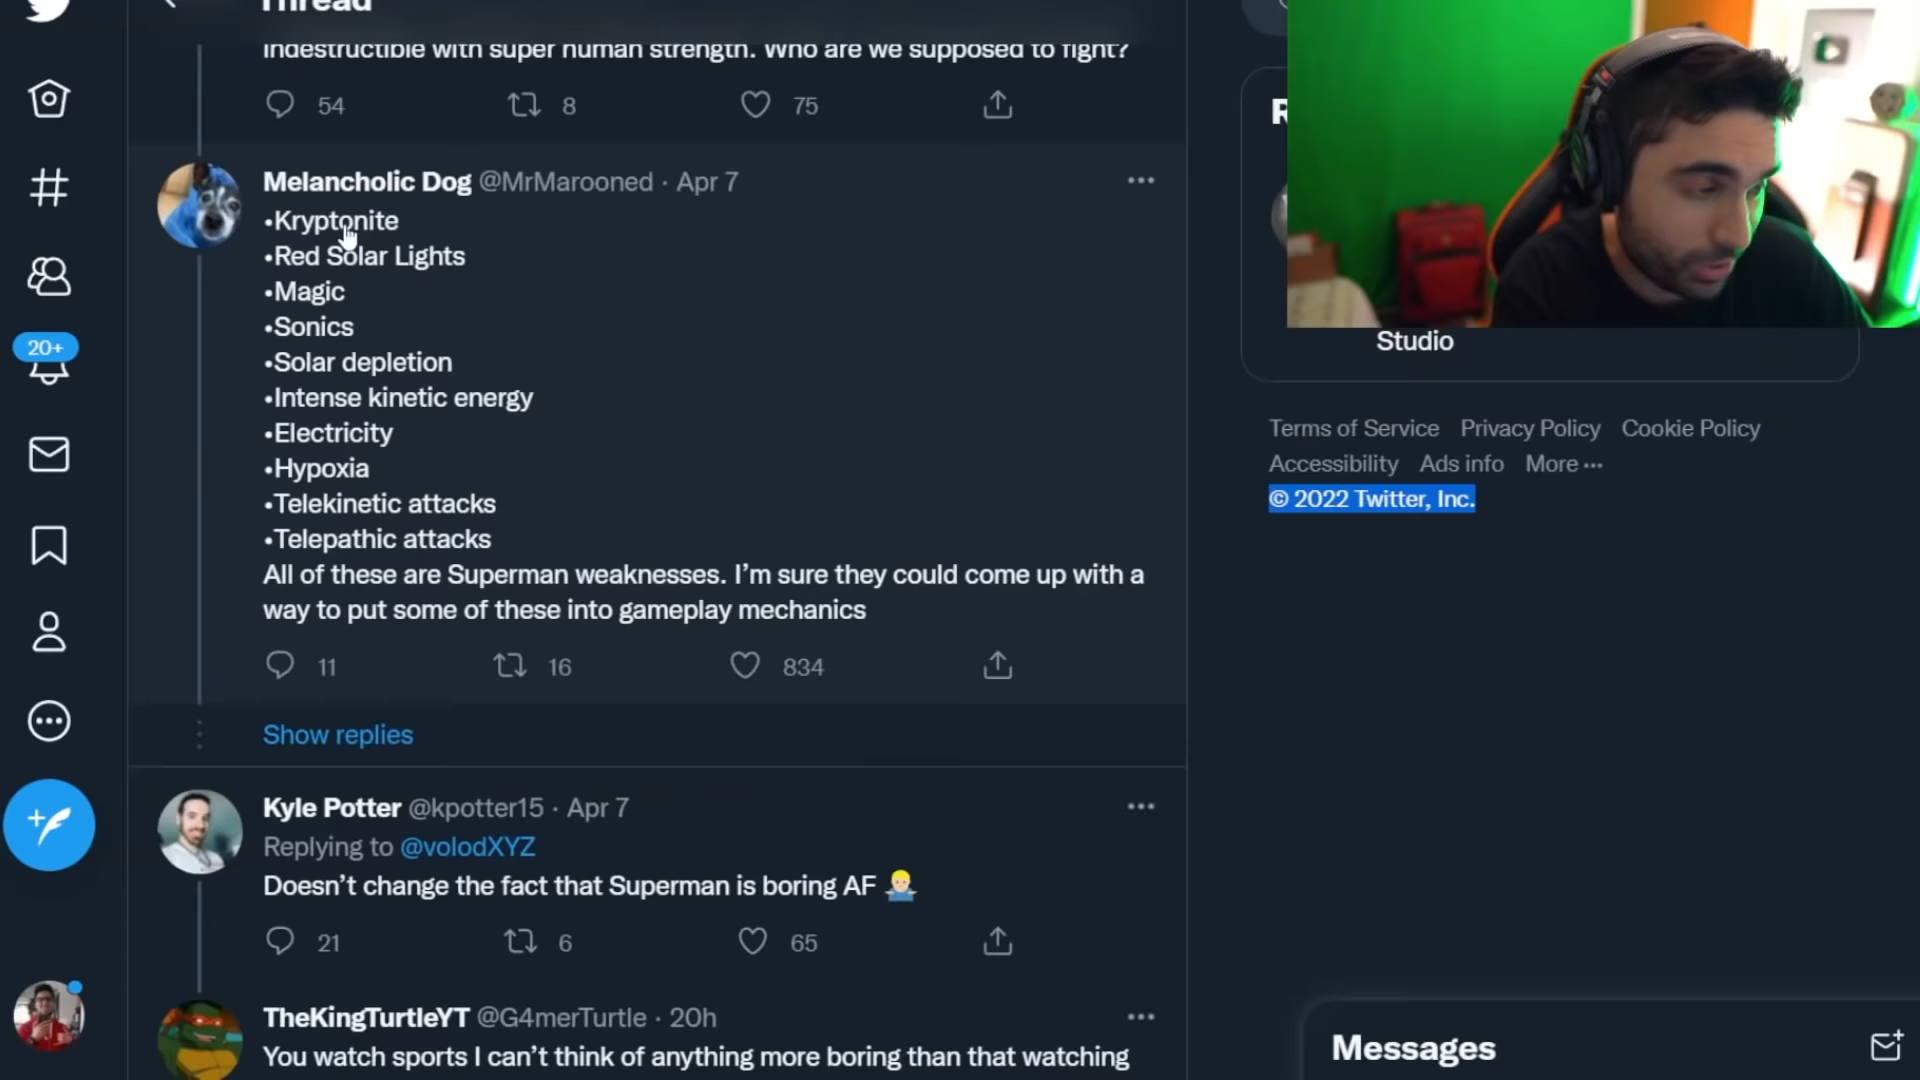 Thread
indestructible with super human strength. Who are we supposed to fight?
54 8 75
Melancholic Dog @MrMarooned · Apr 7
•Kryptonite
•Red Solar Lights
•Magic
•Sonics
•Solar depletion
•Intense kinetic energy
•Electricity
•Hypoxia
•Telekinetic attacks
•Telepathic attacks
All of these are Superman weaknesses. I’m sure they could come up with a
way to put some of these into gameplay mechanics
11 16 834
Show replies
Kyle Potter @kpotter15 · Apr 7
Replying to @volodXYZ
Doesn’t change the fact that Superman is boring AF
21 6 65
TheKingTurtleYT @G4merTurtle · 20h
You watch sports I can’t think of anything more boring than that watching
20+
R
Studio
Terms of Service Privacy Policy Cookie Policy
Accessibility Ads info More ···
© 2022 Twitter, Inc.
Messages